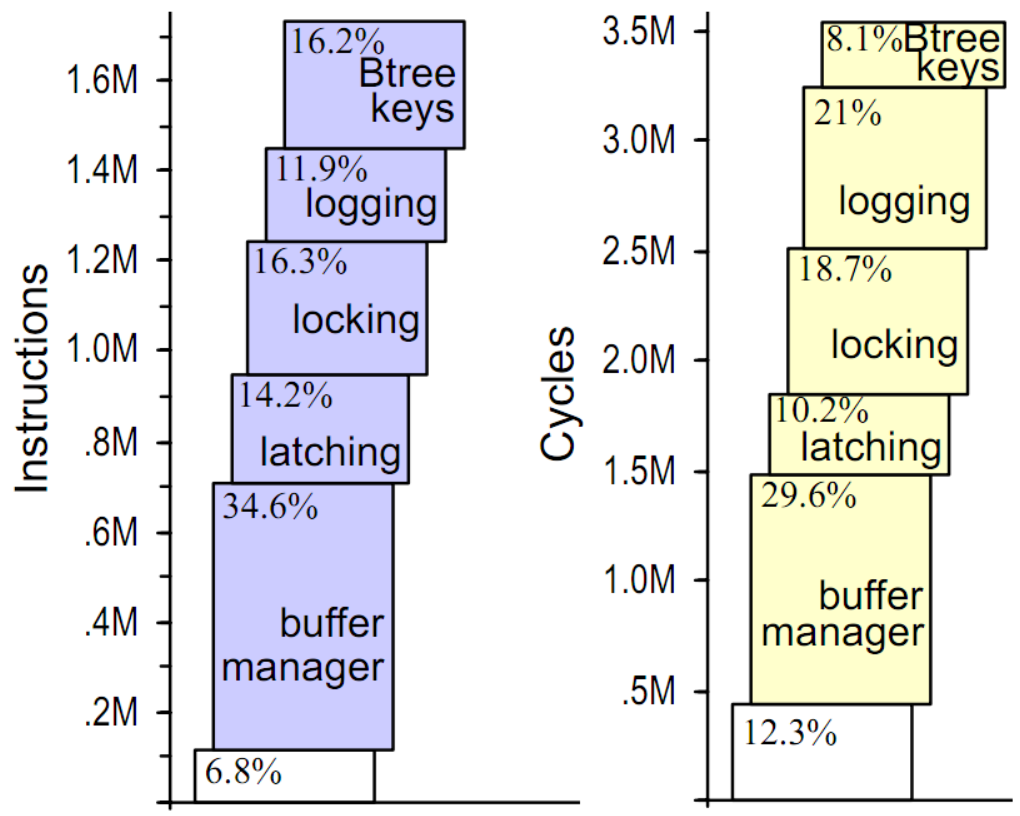 Instructions
1.6M
1.4M
1.2M
1.0M
.8M
.6M
.4M
.2M
16.2%
Btree
keys
11.9%
logging
16.3%
locking
14.2%
latching
34.6%
buffer
manager
6.8%
Cycles
3.5M
3.0M
2.5M
2.0M
1.5M
1.0M
.5M
8.1% Btree
keys
21%
logging
18.7%
locking
10.2%
latching
29.6%
buffer
manager
12.3%